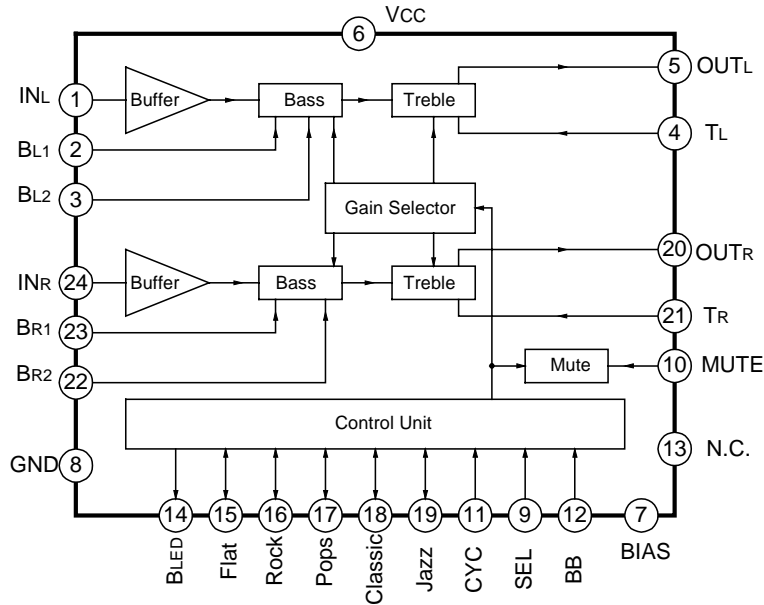 VCC
6
INL
1
Buffer
Bass
Treble
5
OUTL
BL1
2
4
TL
BL2
3
Gain Selector
INR
24
Buffer
Bass
Treble
20
OUTR
BR1
23
21
TR
BR2
22
Mute
10
MUTE
Control Unit
GND
8
13
N.C.
14
15
16
17
18
19
11
9
12
7
BLED
Flat
Rock
Pops
Classic
Jazz
CYC
SEL
BB
BIAS